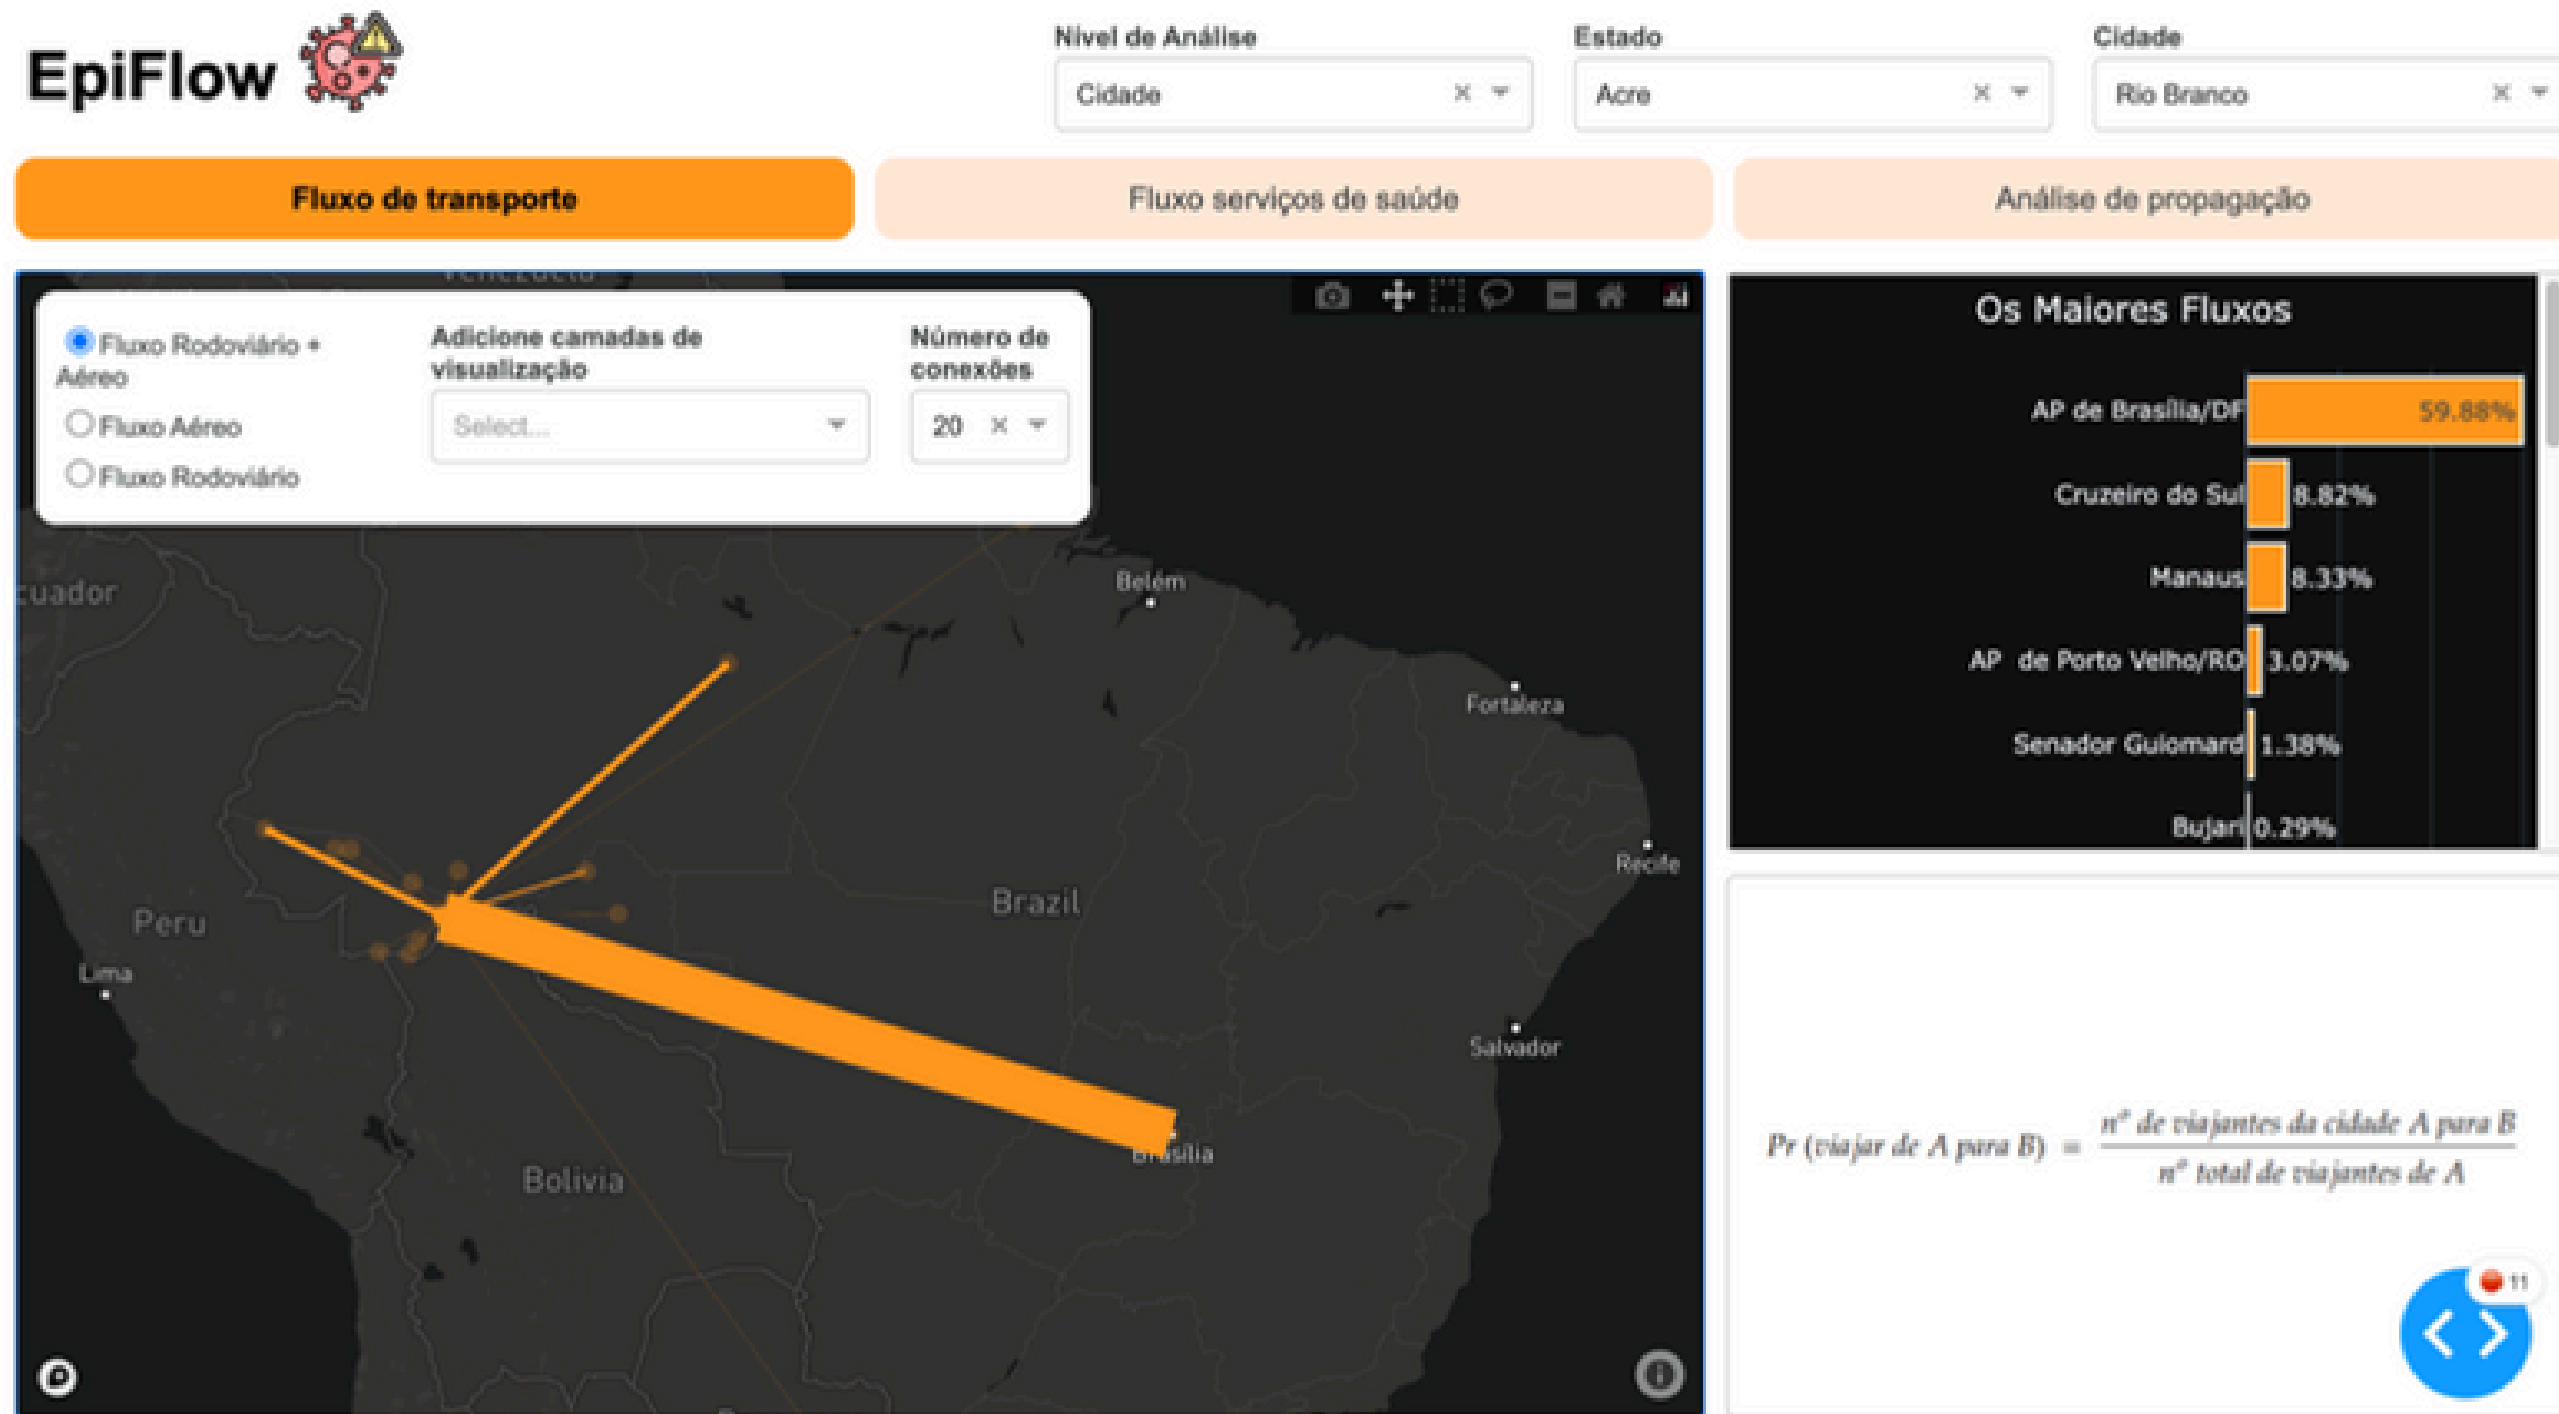 EpiFlow
Nível de Análise
Estado
Cidade
Cidade
Acre
Rio Branco
Fluxo de transporte
Fluxo serviços de saúde
Análise de propagação
Venezuela
Fluxo Rodoviário +
Aéreo
Fluxo Aéreo
Fluxo Rodoviário
Adicione camadas de
visualização
Select...
Número de
conexões
20
cuador
Belém
Fortaleza
Recife
Brazil
Peru
Lima
Salvador
Brasília
Bolivia
Os Maiores Fluxos
AP de Brasília/DF 59.88%
Cruzeiro do Sul 8.82%
Manaus 8.33%
AP de Porto Velho/RO 3.07%
Senador Guiomard 1.38%
Bujari 0.29%
Pr (viajar de A para B) = nº de viajantes da cidade A para B
nº total de viajantes de A
11